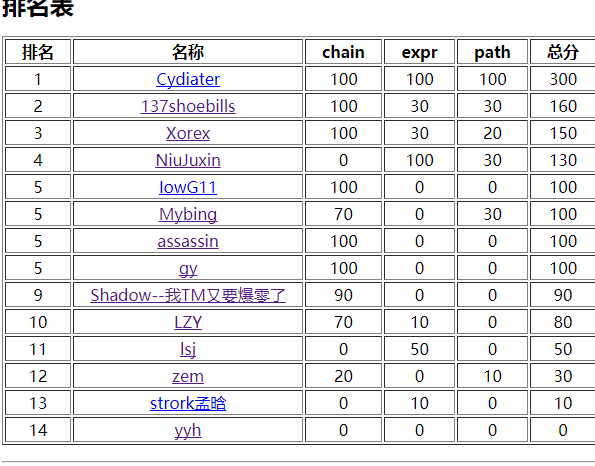 排名表
排名 名称 chain expr path 总分
1 Cydiater 100 100 100 300
2 137shoebills 100 30 30 160
3 Xorex 100 30 20 150
4 NiuJuxin 0 100 30 130
5 lowG11 100 0 0 100
5 Mybing 70 0 30 100
5 assassin 100 0 0 100
5 gy 100 0 0 100
9 Shadow--我TM又要爆零了 90 0 0 90
10 LZY 70 10 0 80
11 lsj 0 50 0 50
12 zem 20 0 10 30
13 strork孟晗 0 10 0 10
14 yyh 0 0 0 0